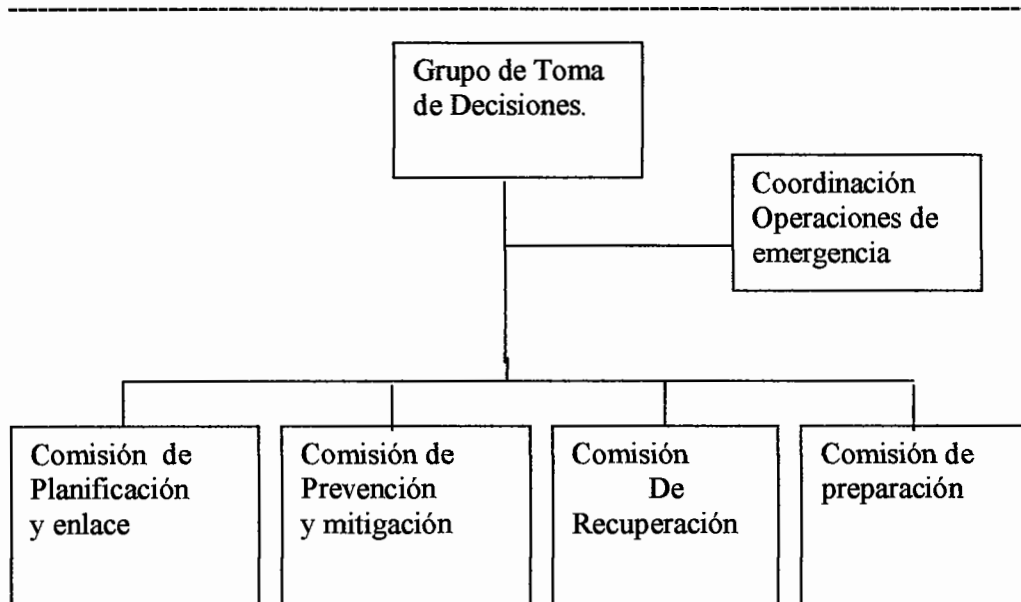 Grupo de Toma
de Decisiones.
Coordinación
Operaciones de
emergencia
Comisión de
Planificación
y enlace
Comisión de
Prevención
y mitigación
Comisión
De
Recuperación
Comisión de
preparación